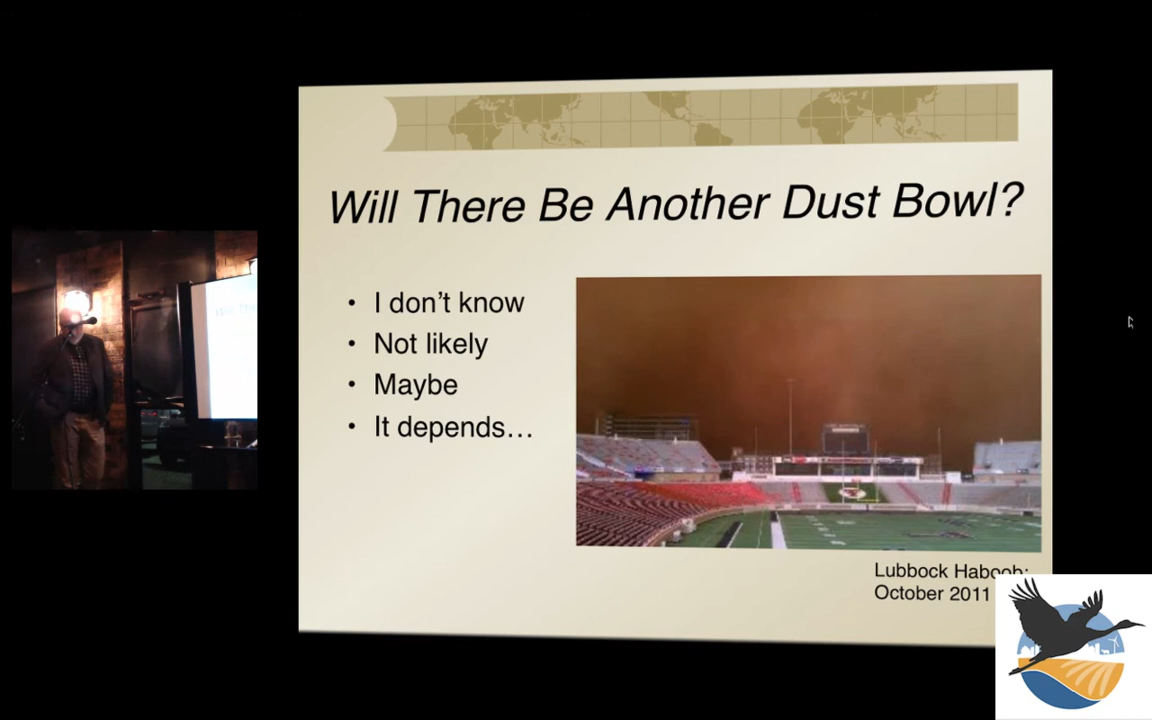 Will There Be Another Dust Bowl?
• I don't know
• Not likely
• Maybe
• It depends…
Lubbock Haboob:
October 2011